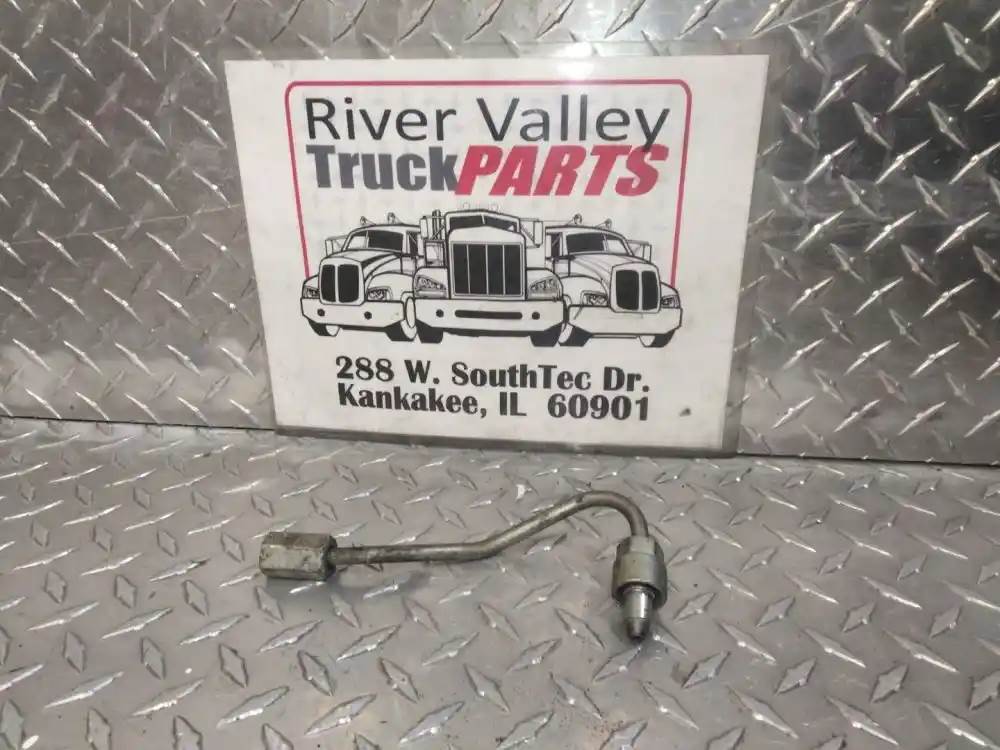 River Valley
TruckPARTS
288 W. SouthTec Dr.
Kankakee, IL 60901